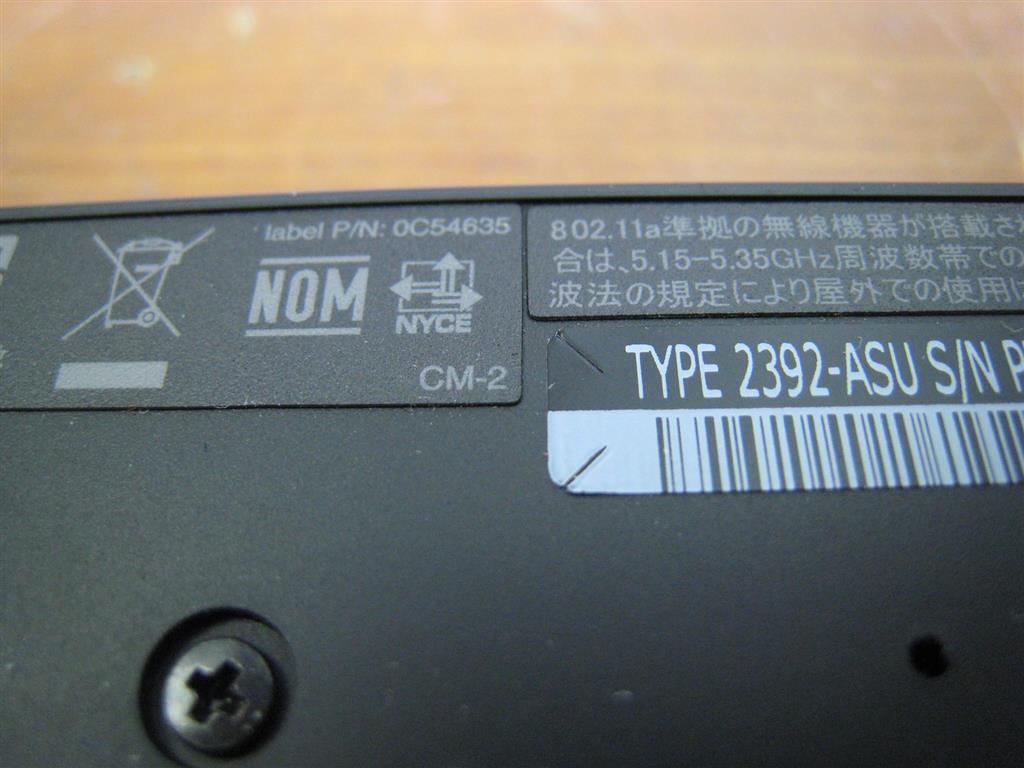 label P/N: 0C54635
NOM
NYCE
CM-2
802.11a準拠の無線機器が搭載
合は、5.15-5.35GHz周波数帯での
波法の規定により屋外での使用
TYPE 2392-ASU S/N